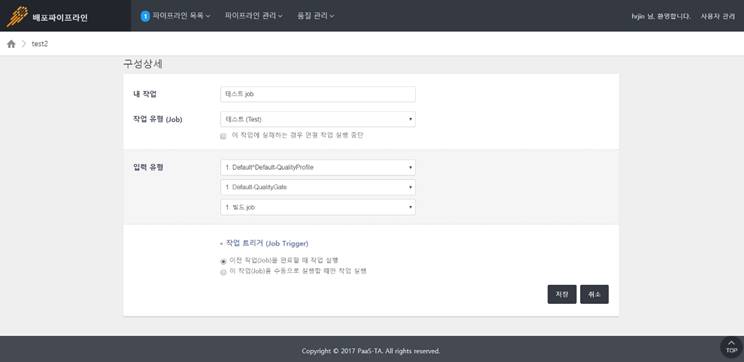 배포파이프라인
1 파이프라인 목록
파이프라인 관리
품질 관리
hrjin 님, 환영합니다.
사용자 관리
test2
구성상세
내 작업
테스트 job
작업 유형 (Job)
테스트 (Test)
이 작업에 실패하는 경우 연결 작업 실행 중단
입력 유형
1 Default^Default-QualityProfile
1 Default-QualityGate
1 빌드 job
작업 트리거 (Job Trigger)
이전 작업(Job)을 완료할 때 작업 실행
이 작업(Job)을 수동으로 실행할 때만 작업 실행
저장
취소
Copyright © 2017 PaaS-TA. All rights reserved.
TOP